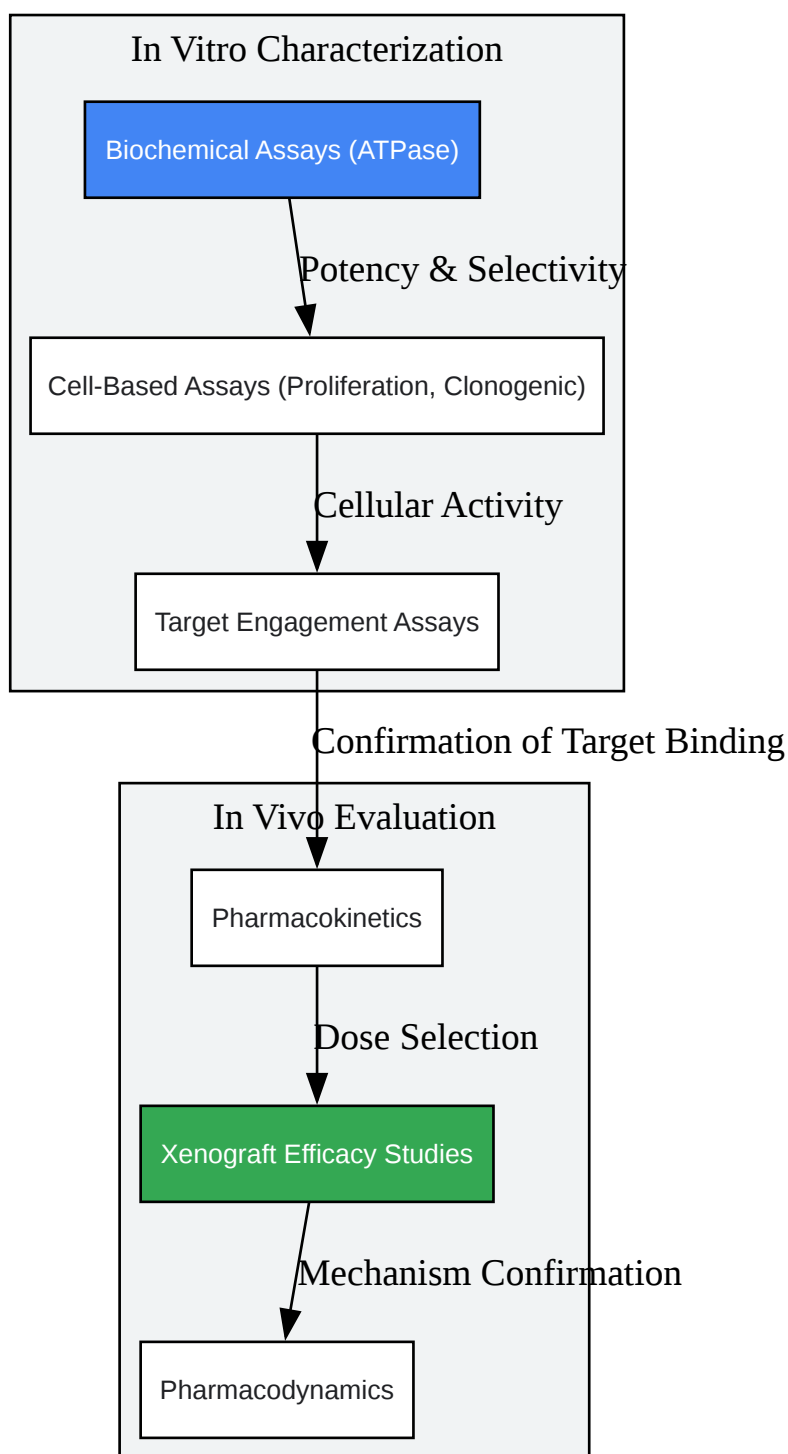 In Vitro Characterization
Biochemical Assays (ATPase)
Potency & Selectivity
Cell-Based Assays (Proliferation, Clonogenic)
Cellular Activity
Target Engagement Assays
Confirmation of Target Binding
In Vivo Evaluation
Pharmacokinetics
Dose Selection
Xenograft Efficacy Studies
Mechanism Confirmation
Pharmacodynamics